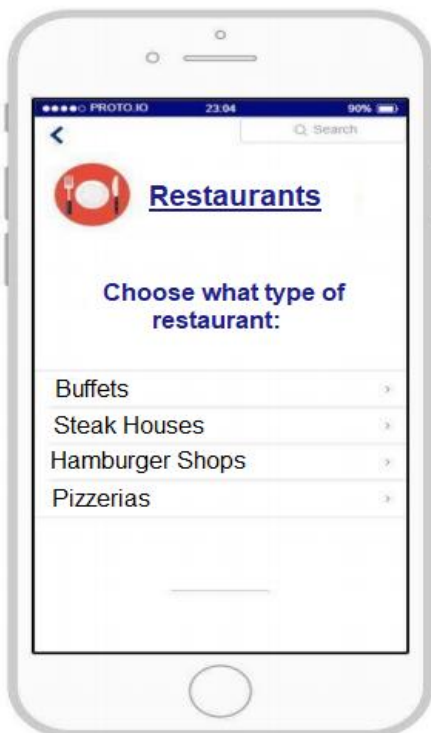 PROTO.IO 23:04 90%
Search
Restaurants
Choose what type of
restaurant:
Buffets
Steak Houses
Hamburger Shops
Pizzerias